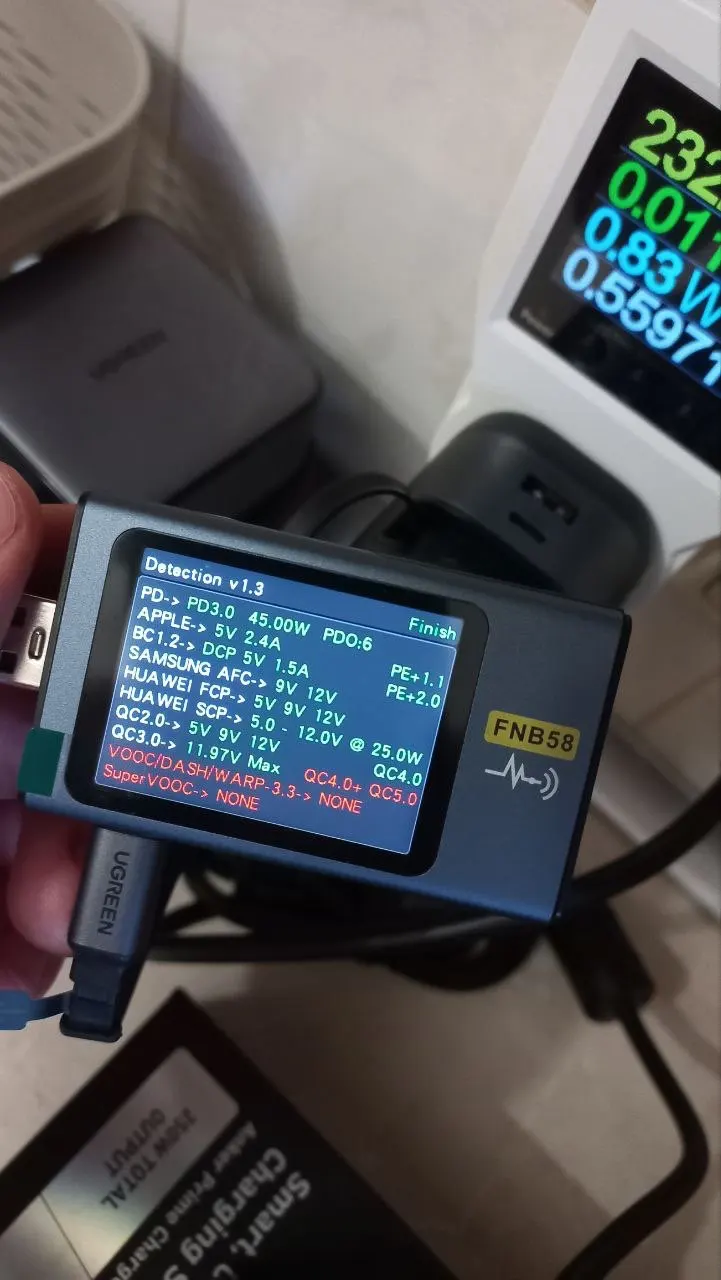 232
0.011
0.83 W
0.55971
Detection v1.3
Finish
PD-> PD3.0 45.00W PDO:6
APPLE-> 5V 2.4A
PE+1.1
BC1.2-> DCP 5V 1.5A
PE+2.0
SAMSUNG AFC-> 9V 12V
HUAWEI FCP-> 5V 9V 12V
HUAWEI SCP-> 5.0 - 12.0V @ 25.0W
QC2.0-> 5V 9V 12V
QC4.0
QC3.0-> 11.97V Max
QC4.0+ QC5.0
VOOC/DASH/WARP-3.3-> NONE
SuperVOOC-> NONE
FNB58
UGREEN
250W TOTAL
OUTPUT
Anker Prime Charg
Smart,
Charging S